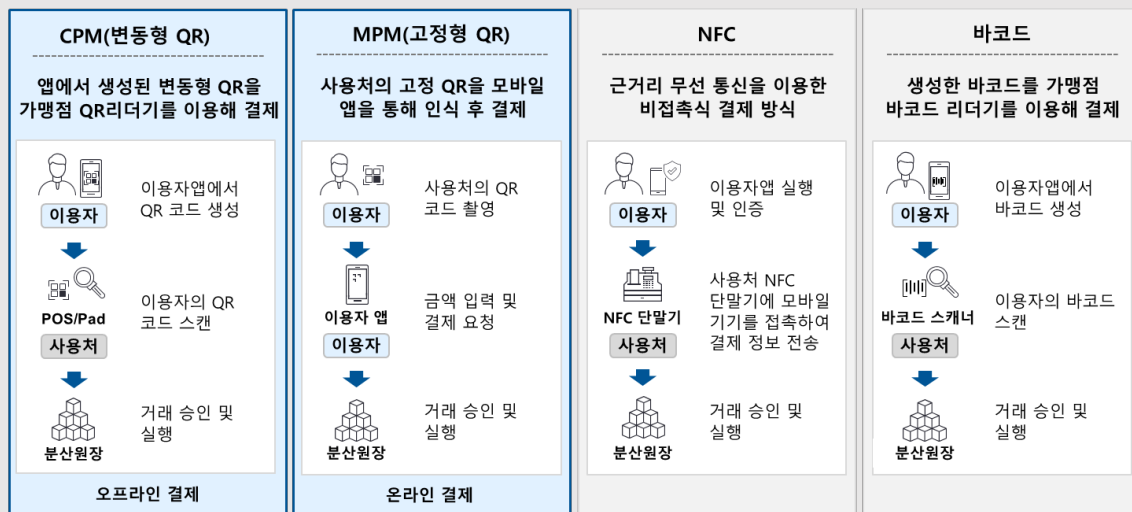 CPM(변동형 QR)
앱에서 생성된 변동형 QR을
가맹점 QR리더기를 이용해 결제
이용자
이용자앱에서
QR 코드 생성
POS/Pad
사용처
이용자의 QR
코드 스캔
분산원장
거래 승인 및
실행
오프라인 결제
MPM(고정형 QR)
사용처의 고정 QR을 모바일
앱을 통해 인식 후 결제
이용자
사용처의 QR
코드 촬영
이용자 앱
이용자
금액 입력 및
결제 요청
분산원장
거래 승인 및
실행
온라인 결제
NFC
근거리 무선 통신을 이용한
비접촉식 결제 방식
이용자
이용자앱 실행
및 인증
NFC 단말기
사용처
사용처 NFC
단말기에 모바일
기기를 접촉하여
결제 정보 전송
분산원장
거래 승인 및
실행
바코드
생성한 바코드를 가맹점
바코드 리더기를 이용해 결제
이용자
이용자앱에서
바코드 생성
바코드 스캐너
사용처
이용자의 바코드
스캔
분산원장
거래 승인 및
실행